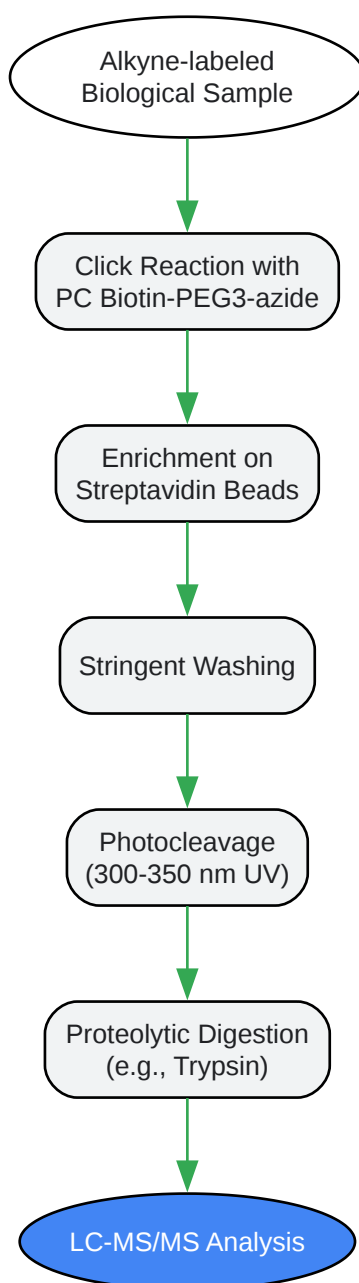 Alkyne-labeled
Biological Sample
Click Reaction with
PC Biotin-PEG3-azide
Enrichment on
Streptavidin Beads
Stringent Washing
Photocleavage
(300-350 nm UV)
Proteolytic Digestion
(e.g., Trypsin)
LC-MS/MS Analysis